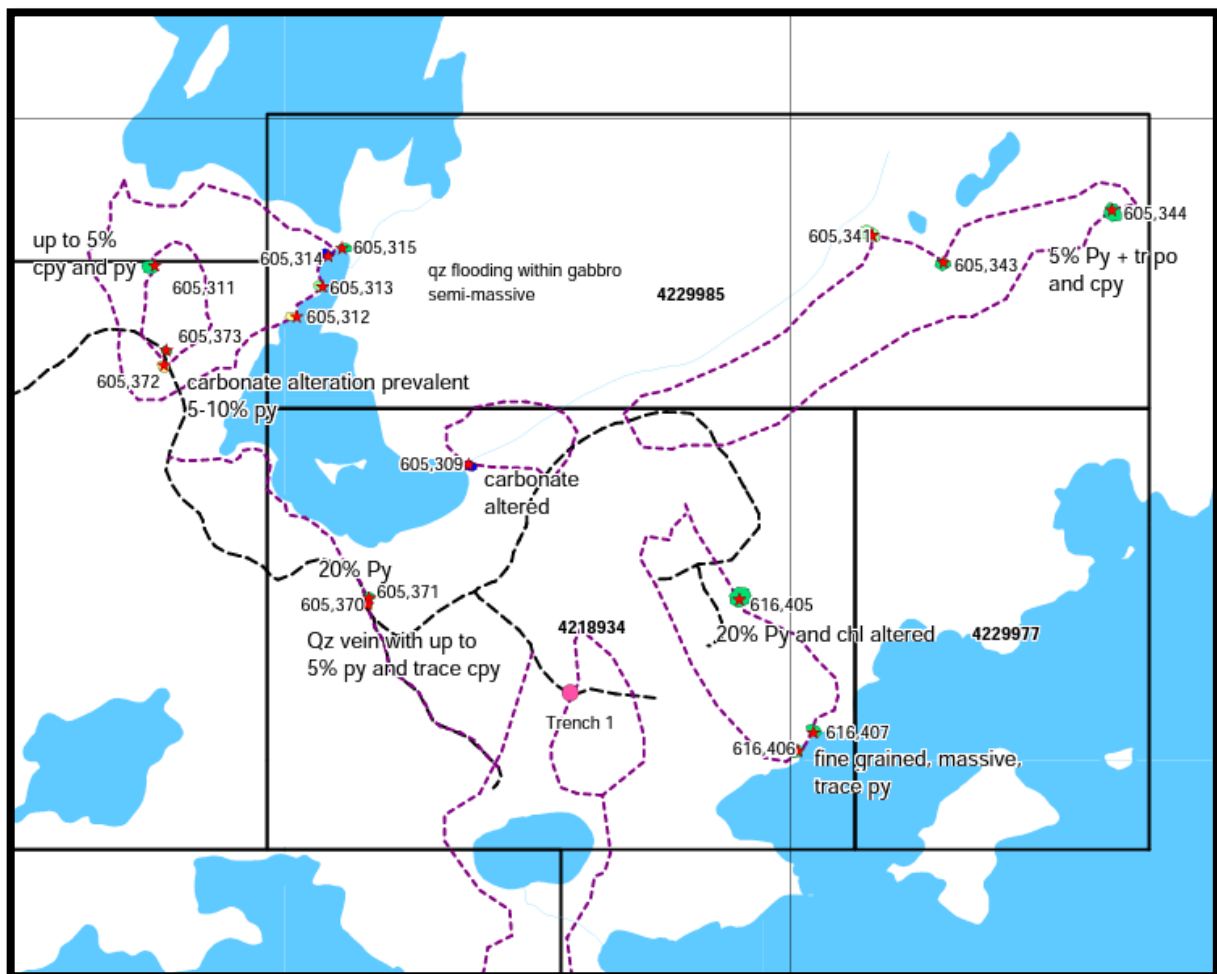 605,344
605,341
up to 5%
cpy and py
605,315
605,314
605,343
5% Py + tr po
and cpy
qz flooding within gabbro
semi-massive
605,311
605,313
4229985
605,312
605,373
605,372
carbonate alteration prevalent
5-10% py
605,309
carbonate
altered
20% Py
605,371
605,370
616,405
4218934
20% Py and chl altered
4229977
Qz vein with up to
5% py and trace cpy
Trench 1
616,407
616,406
fine grained, massive,
trace py